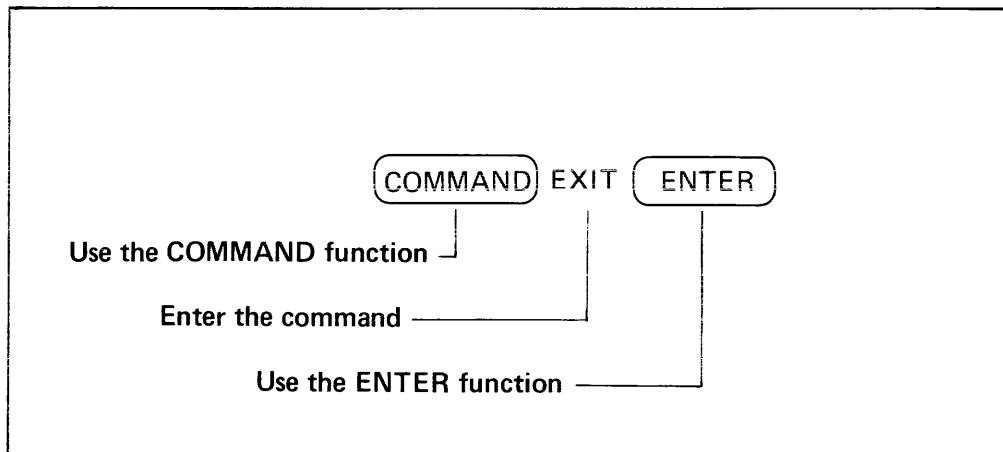 COMMAND EXIT ENTER
Use the COMMAND function
Enter the command
Use the ENTER function